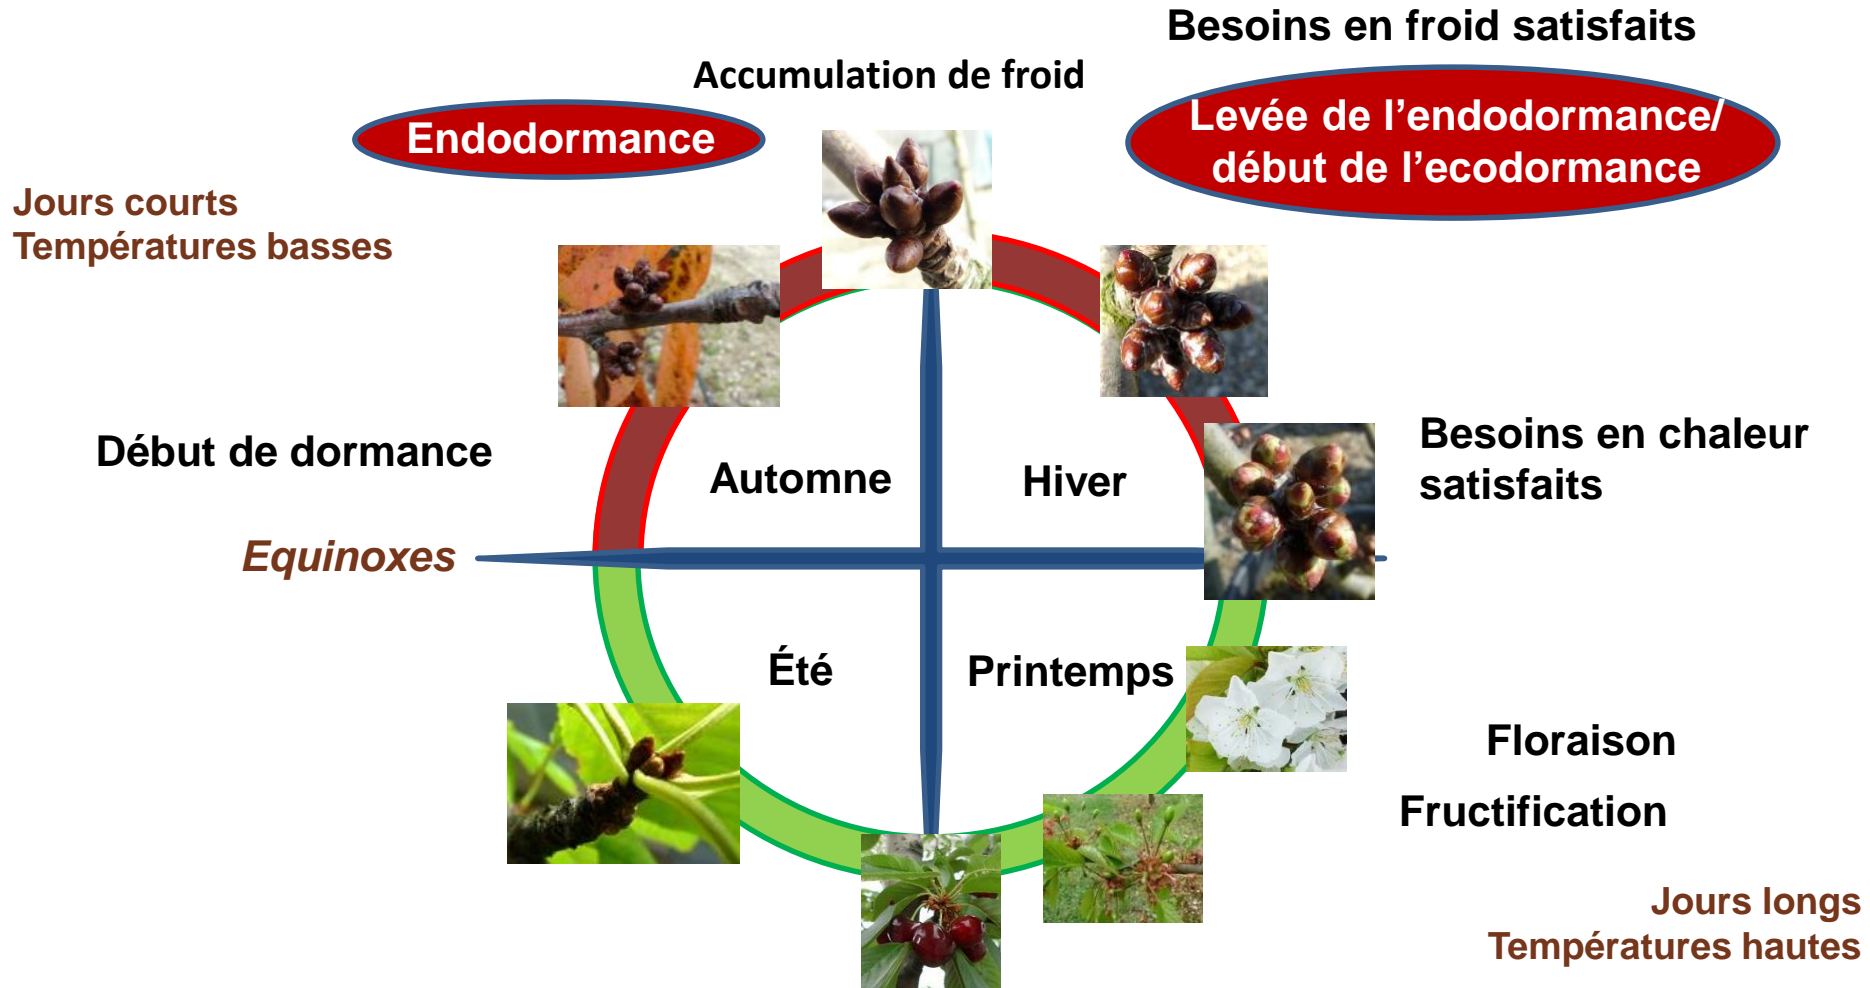 Besoins en froid satisfaits
Accumulation de froid
Endodormance
Levée de l’endodormance/
début de l’ecodormance
Jours courts
Températures basses
Début de dormance
Automne
Hiver
Besoins en chaleur
satisfaits
Equinoxes
Été
Printemps
Floraison
Fructification
Jours longs
Températures hautes